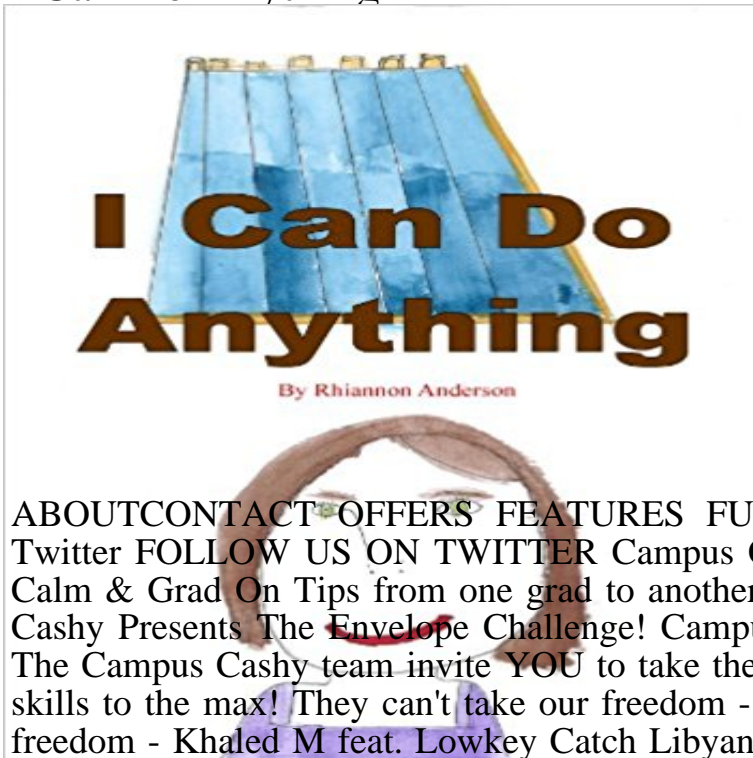 I Can Do
Anything
By Rhiannon Anderson
ABOUTCONTACT OFFERS FEATURES
Twitter FOLLOW US ON TWITTER Campus
Calm & Grad On Tips from one grad to another
Cashy Presents The Envelope Challenge!
The Campus Cashy team invite YOU to take the
skills to the max! They can't take our freedom -
freedom - Khaled M feat. Lowkey Catch Libyan